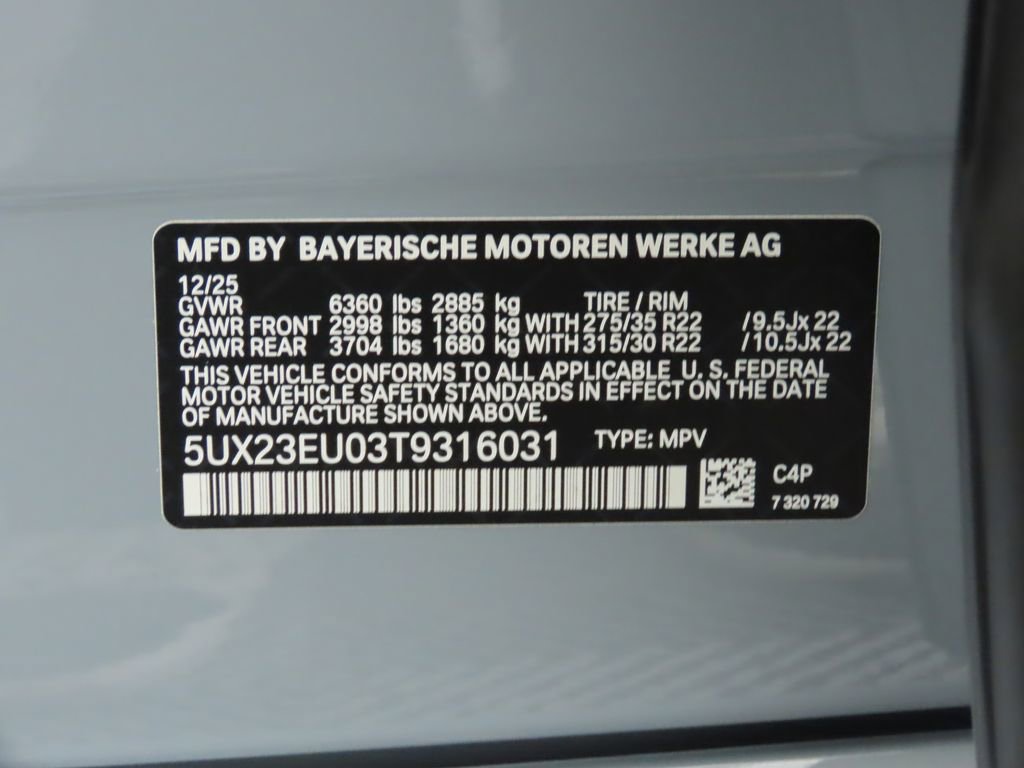 MFD BY BAYERISCHE MOTOREN WERKE AG
12/25
GVWR 6360 lbs 2885 kg TIRE / RIM
GAWR FRONT 2998 lbs 1360 kg WITH 275/35 R22 /9.5Jx 22
GAWR REAR 3704 lbs 1680 kg WITH 315/30 R22 /10.5Jx 22
THIS VEHICLE CONFORMS TO ALL APPLICABLE U. S. FEDERAL
MOTOR VEHICLE SAFETY STANDARDS IN EFFECT ON THE DATE
OF MANUFACTURE SHOWN ABOVE.
5UX23EU03T9316031 TYPE: MPV
C4P
7 320 729